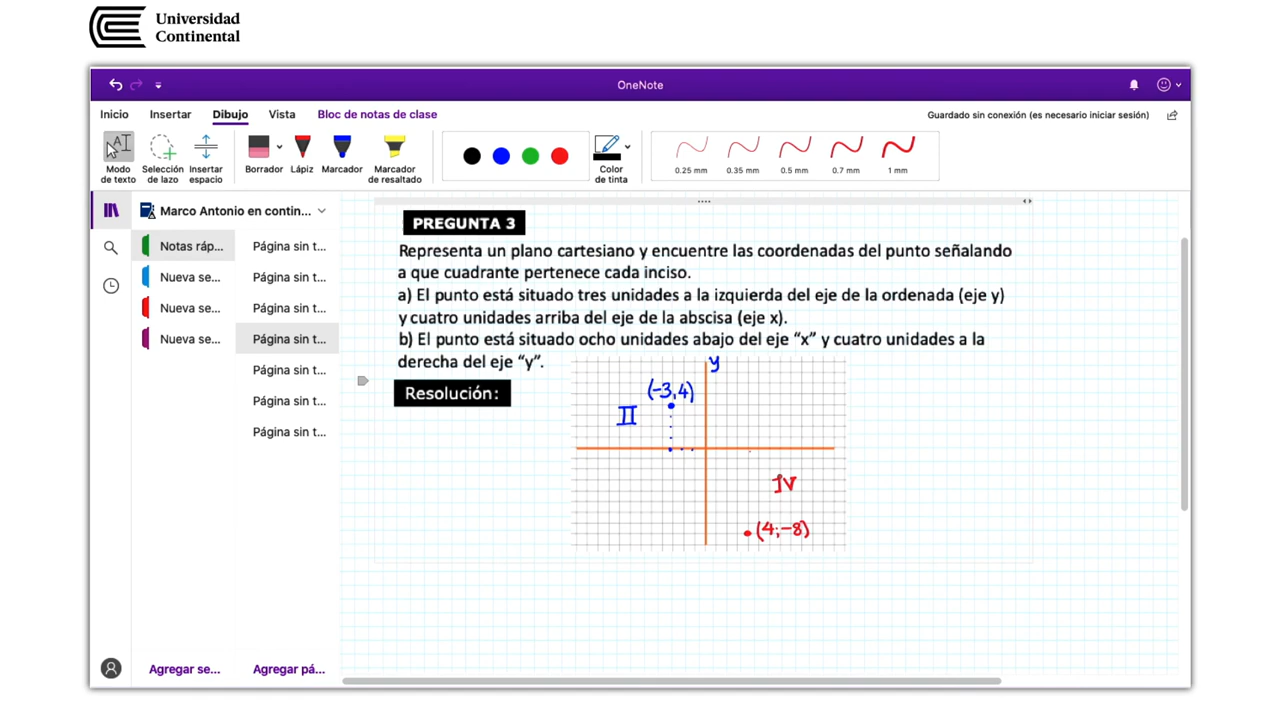 Universidad
Continental
OneNote
Inicio Insertar Dibujo Vista Bloc de notas de clase
Guardado sin conexión (es necesario iniciar sesión)
Modo de texto
Selección de lazo
Insertar espacio
Borrador
Lápiz
Marcador
Marcador de resaltado
Color de tinta
0.25 mm 0.35 mm 0.5 mm 0.7 mm 1 mm
Marco Antonio en contin...
Notas ráp...
Nueva se...
Nueva se...
Nueva se...
Página sin t...
Página sin t...
Página sin t...
Página sin t...
Página sin t...
Página sin t...
Página sin t...
Agregar se...
Agregar pá...
PREGUNTA 3
Representa un plano cartesiano y encuentre las coordenadas del punto señalando
a que cuadrante pertenece cada inciso.
a) El punto está situado tres unidades a la izquierda del eje de la ordenada (eje y)
y cuatro unidades arriba del eje de la abscisa (eje x).
b) El punto está situado ocho unidades abajo del eje “x” y cuatro unidades a la
derecha del eje “y”.
Resolución:
y
(-3,4)
II
IV
(4;-8)